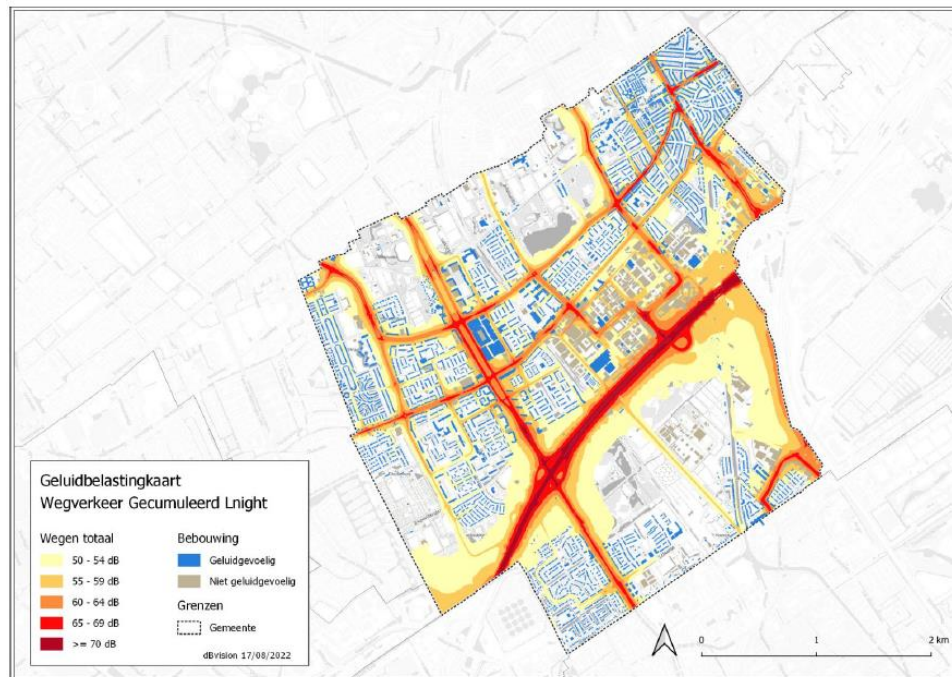 Geluidbelastingkaart
Wegverkeer Gecumuleerd Lnight
Wegen totaal
50 - 54 dB
55 - 59 dB
60 - 64 dB
65 - 69 dB
>= 70 dB
Bebouwing
Geluidgevoelig
Niet geluidgevoelig
Grenzen
Gemeente
dBvision 17/08/2022
0 1 2 km